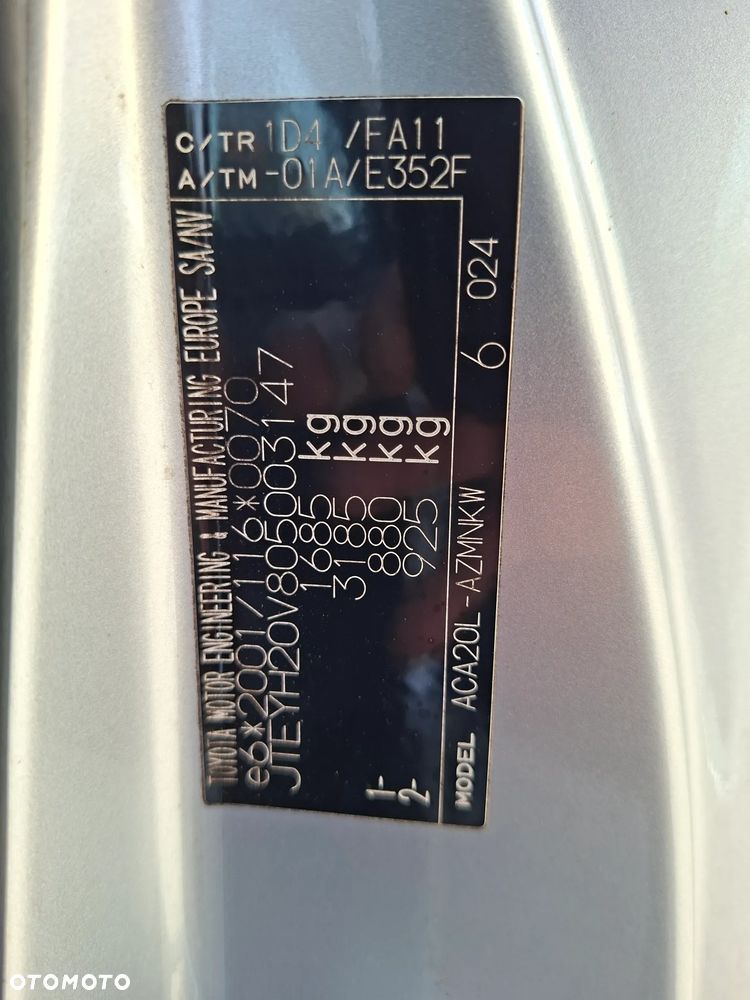 C/TR 1D4 /FA11
A/TM -01A/E352F
TOYOTA MOTOR ENGINEERING & MANUFACTURING EUROPE SA/NV
e6*2001/116*0070
JTEYH20V805003147
1685 kg
3185 kg
1- 880 kg
2- 925 kg
MODEL ACA20L-AZMNKW 6 024
OTOMOTO